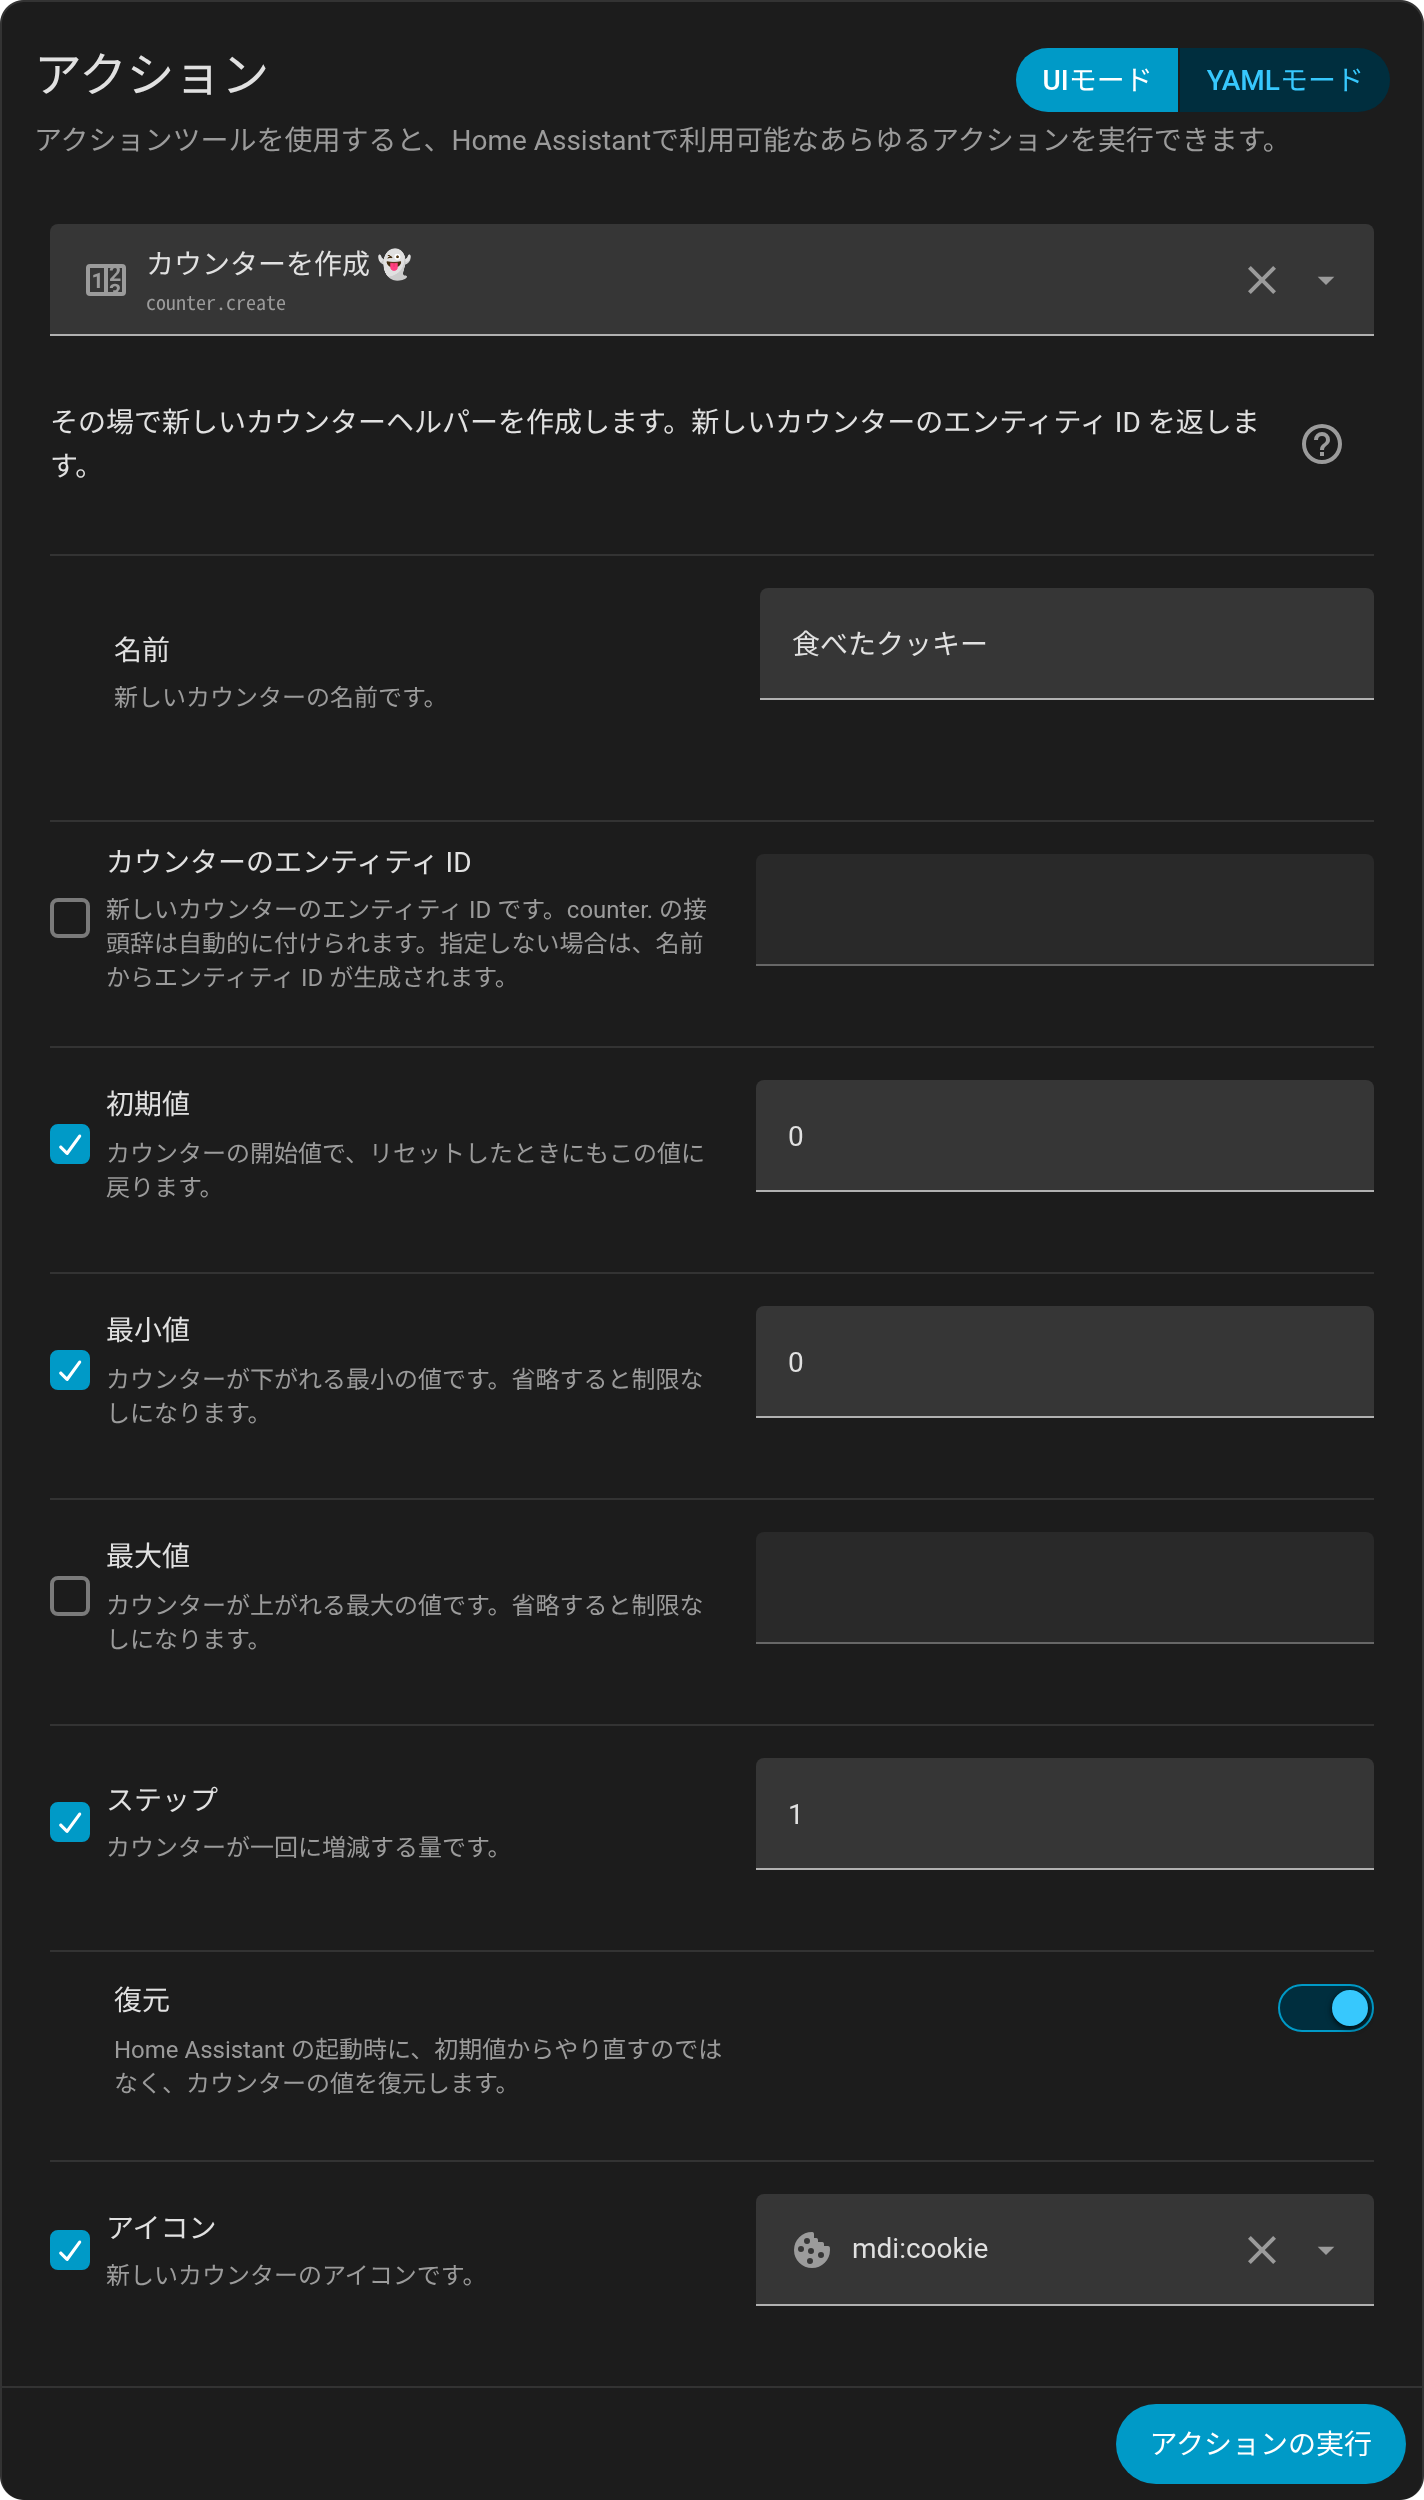 アクション
UIモード
YAMLモード
アクションツールを使用すると、Home Assistantで利用可能なあらゆるアクションを実行できます。
カウンターを作成 👻
counter.create
その場で新しいカウンターヘルパーを作成します。新しいカウンターのエンティティ ID を返しま
す。
名前
新しいカウンターの名前です。
食べたクッキー
カウンターのエンティティ ID
新しいカウンターのエンティティ ID です。counter. の接
頭辞は自動的に付けられます。指定しない場合は、名前
からエンティティ ID が生成されます。
初期値
カウンターの開始値で、リセットしたときにもこの値に
戻ります。
0
最小値
カウンターが下がれる最小の値です。省略すると制限な
しになります。
0
最大値
カウンターが上がれる最大の値です。省略すると制限な
しになります。
ステップ
カウンターが一回に増減する量です。
1
復元
Home Assistant の起動時に、初期値からやり直すのでは
なく、カウンターの値を復元します。
アイコン
新しいカウンターのアイコンです。
mdi:cookie
アクションの実行